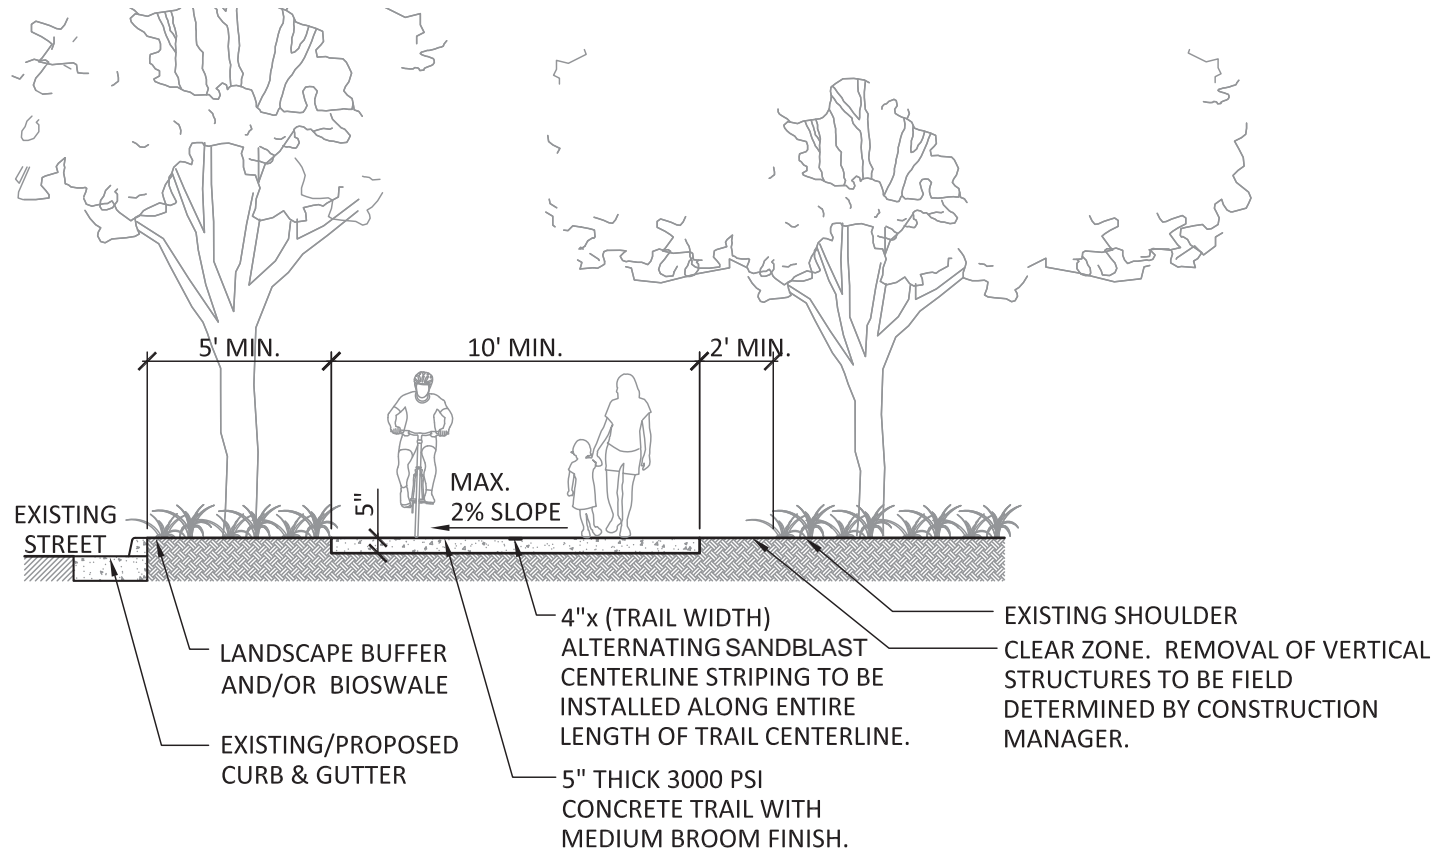 5' MIN.
10' MIN.
2' MIN.
MAX.
2% SLOPE
5"
EXISTING
STREET
LANDSCAPE BUFFER
AND/OR BIOSWALE
EXISTING/PROPOSED
CURB & GUTTER
4"x (TRAIL WIDTH)
ALTERNATING SANDBLAST
CENTERLINE STRIPING TO BE
INSTALLED ALONG ENTIRE
LENGTH OF TRAIL CENTERLINE.
5" THICK 3000 PSI
CONCRETE TRAIL WITH
MEDIUM BROOM FINISH.
EXISTING SHOULDER
CLEAR ZONE. REMOVAL OF VERTICAL
STRUCTURES TO BE FIELD
DETERMINED BY CONSTRUCTION
MANAGER.